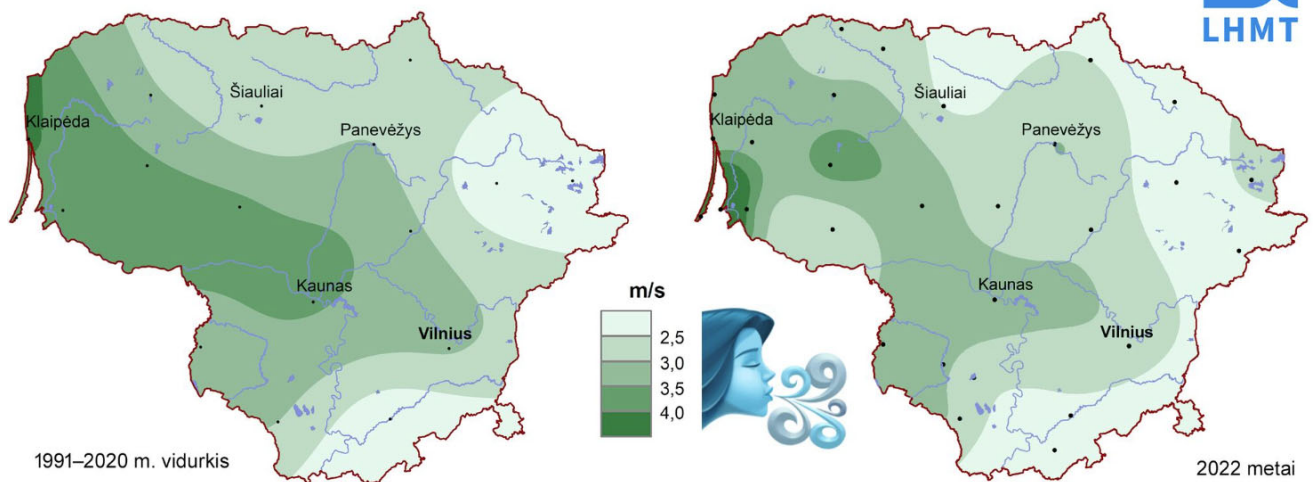 LHMT
Klaipėda
Šiauliai
Panevėžys
Kaunas
Vilnius
1991–2020 m. vidurkis
m/s
2,5
3,0
3,5
4,0
Klaipėda
Šiauliai
Panevėžys
Kaunas
Vilnius
2022 metai